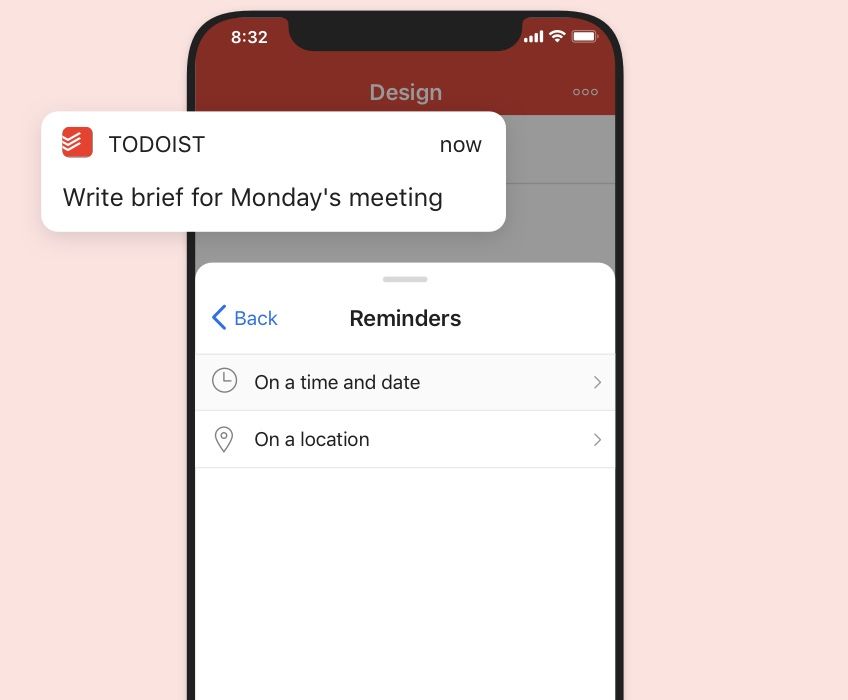 8:32
Design
TODOIST
now
Write brief for Monday's meeting
Back
Reminders
On a time and date
On a location